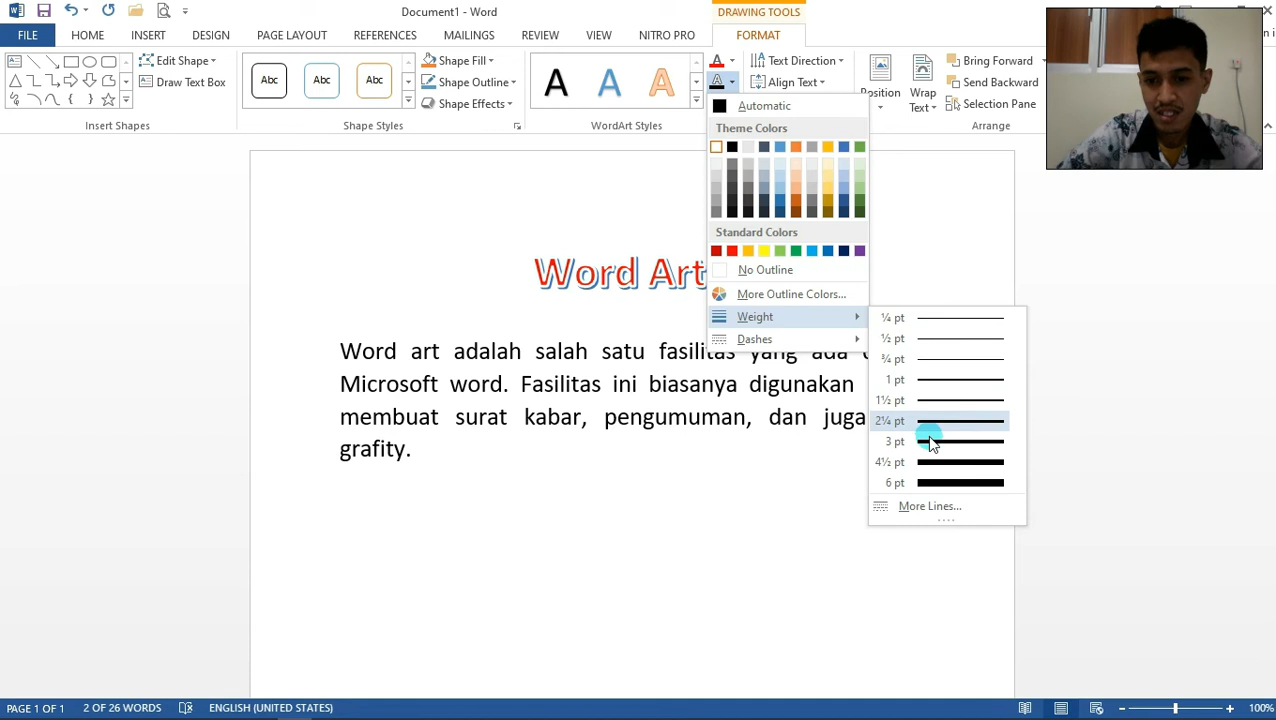 Document1 - Word
DRAWING TOOLS
FILE HOME INSERT DESIGN PAGE LAYOUT REFERENCES MAILINGS REVIEW VIEW NITRO PRO FORMAT
Edit Shape
Draw Text
Insert Shapes
Abc Abc Abc
Shape Fill
Shape Outline
Shape Effects
Shape Styles
A A A
WordArt Styles
A
A
Text Direction
Align Text
Position
Wrap
Text
Bring Forward
Send Backward
Selection Pane
Arrange
Automatic
Theme Colors
Standard Colors
No Outline
More Outline Colors...
Weight
Dashes
¼ pt
½ pt
¾ pt
1 pt
1½ pt
2¼ pt
3 pt
4½ pt
6 pt
More Lines...
Word Art
Word art adalah salah satu fasilitas yang ada
Microsoft word. Fasilitas ini biasanya digunakan
membuat surat kabar, pengumuman, dan juga
grafity.
PAGE 1 OF 1 2 OF 26 WORDS ENGLISH (UNITED STATES) 100%